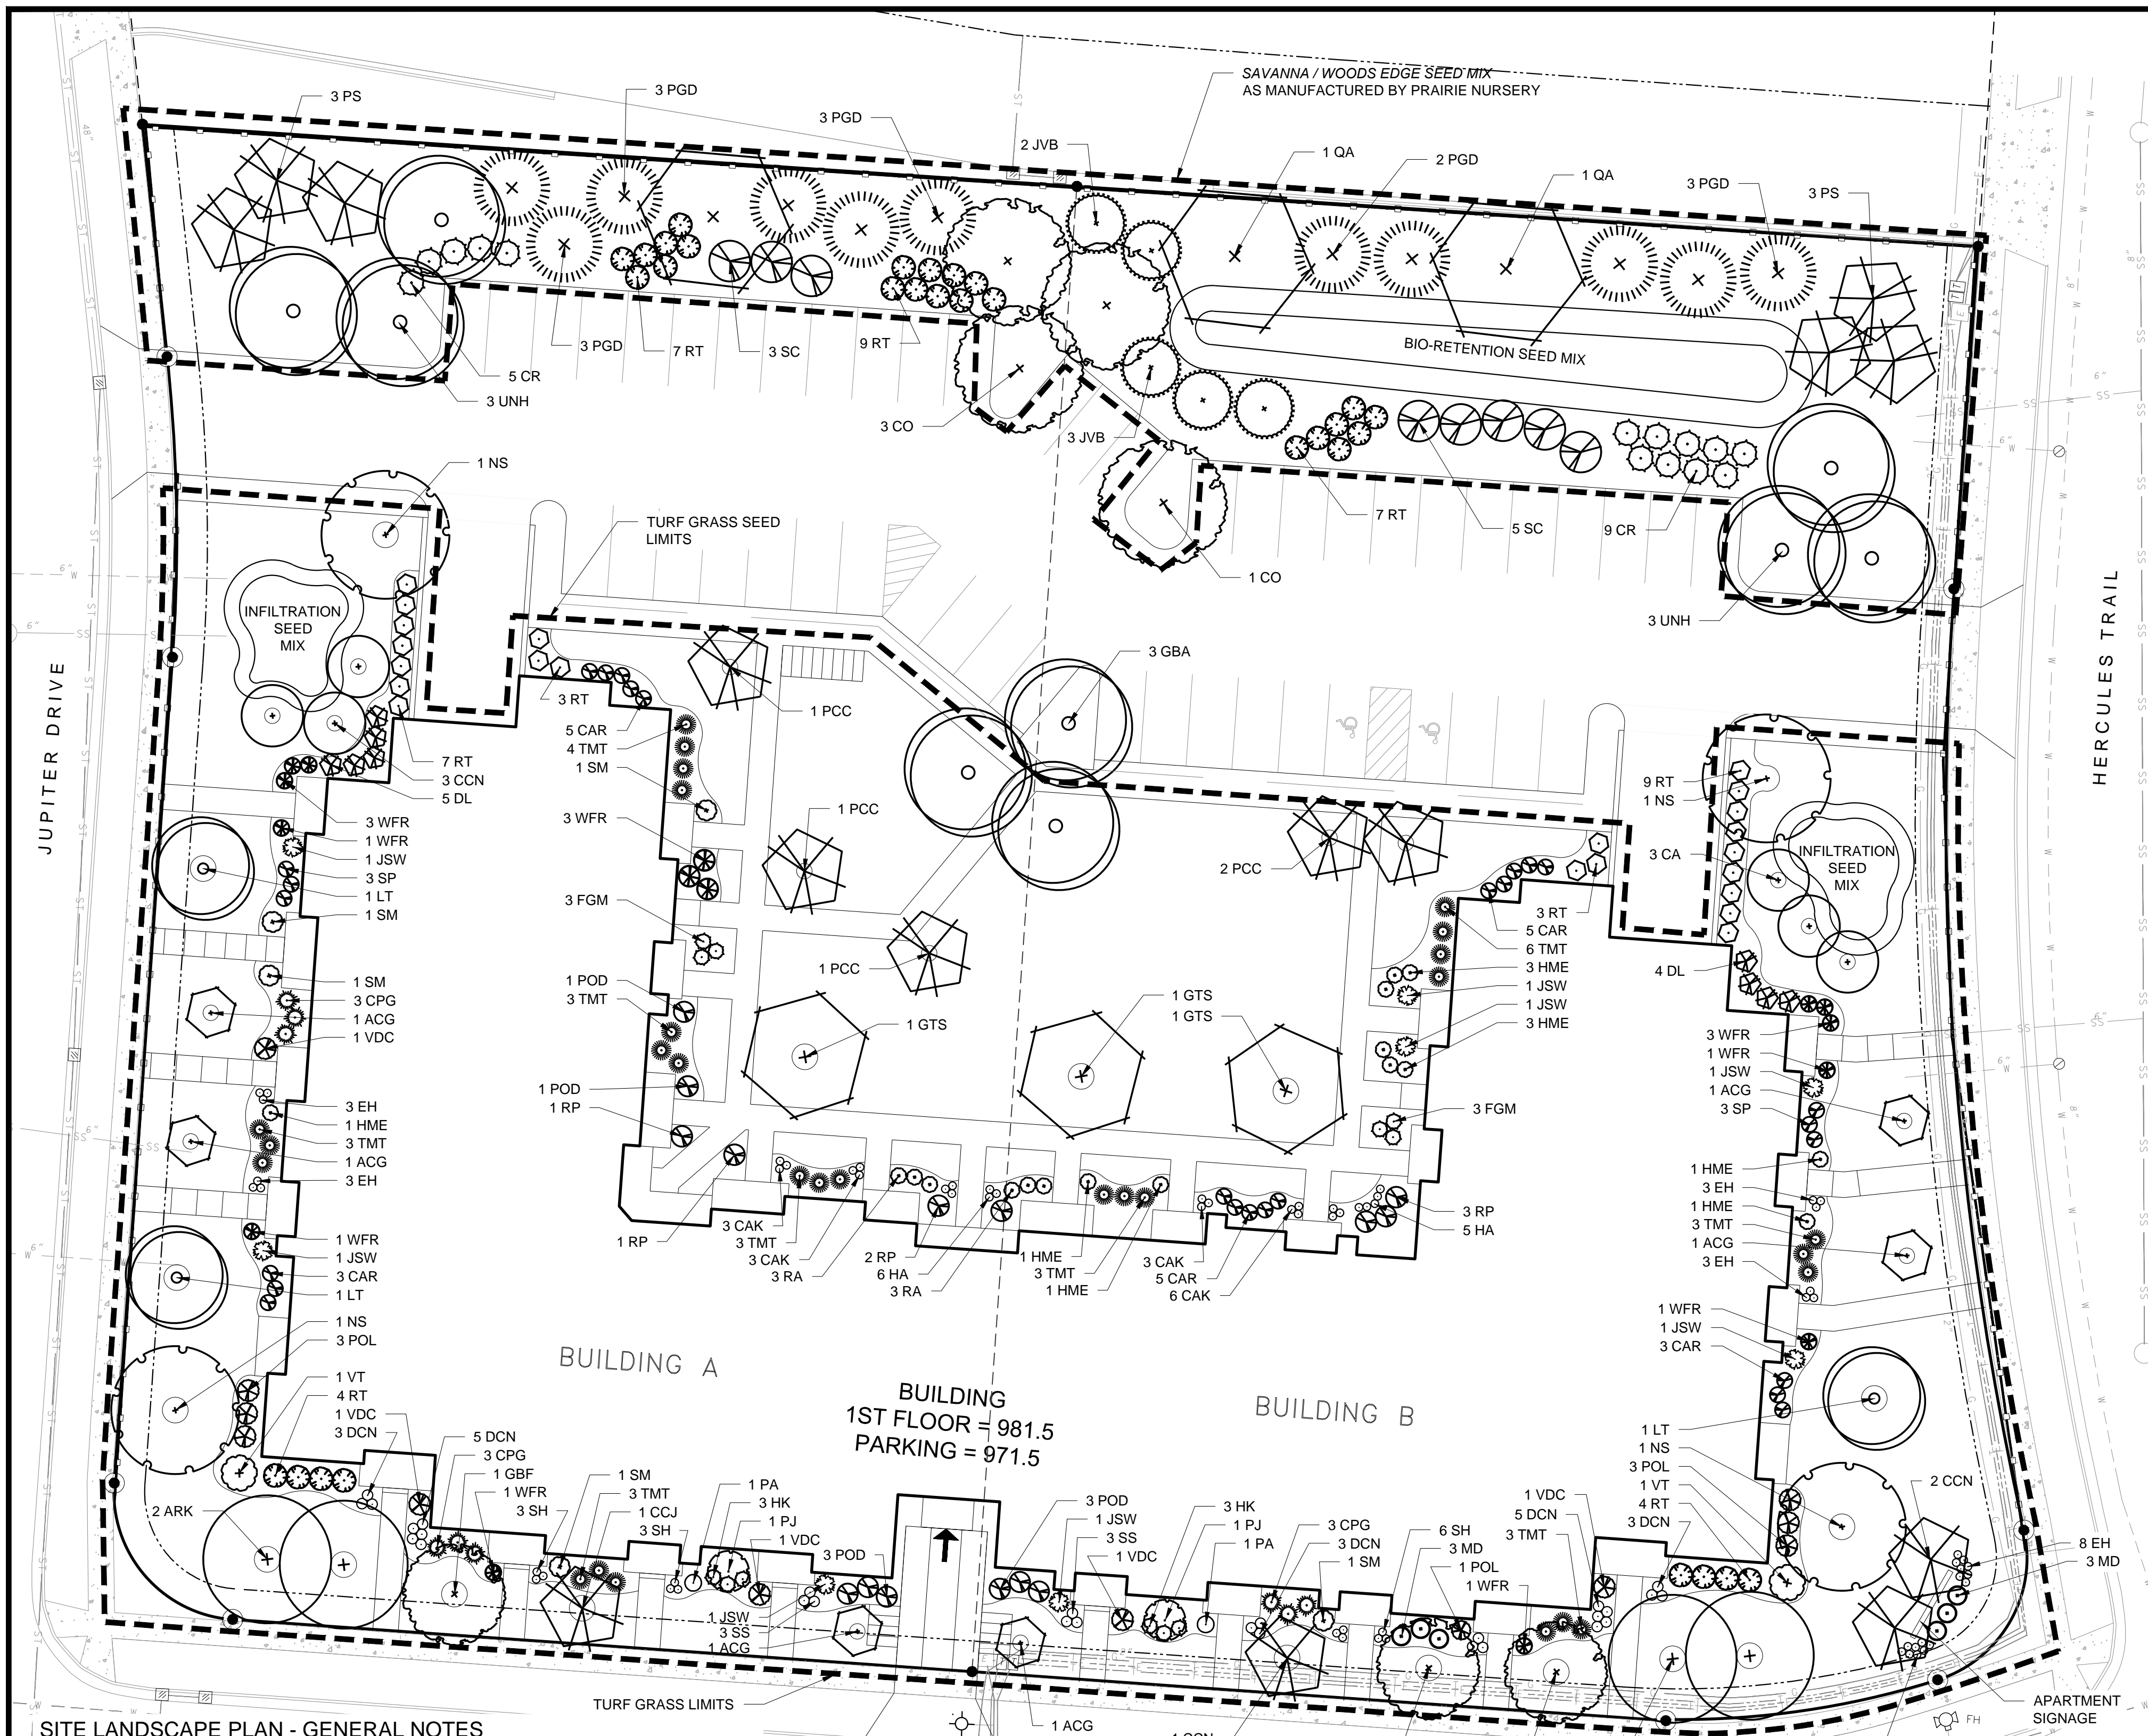 SAVANNA / WOODS EDGE SEED MIX
AS MANUFACTURED BY PRAIRIE NURSERY
3 PS
3 PGD
3 PGD
2 JVB
1 QA
2 PGD
1 QA
3 PGD
3 PS
3 PGD
7 RT
3 SC
9 RT
5 CR
3 UNH
3 CO
3 JVB
BIO-RETENTION SEED MIX
7 RT
5 SC
9 CR
1 CO
3 UNH
1 NS
TURF GRASS SEED
LIMITS
INFILTRATION
SEED
MIX
JUPITER DRIVE
HERCULES TRAIL
3 RT
5 CAR
4 TMT
1 SM
1 PCC
3 GBA
7 RT
3 CCN
5 DL
3 WFR
1 WFR
1 JSW
3 SP
1 LT
1 SM
3 WFR
1 PCC
3 FGM
1 PCC
2 PCC
9 RT
1 NS
3 CA
INFILTRATION
SEED
MIX
3 RT
5 CAR
6 TMT
3 HME
1 JSW
1 JSW
3 HME
4 DL
1 SM
3 CPG
1 ACG
1 VDC
1 POD
3 TMT
1 GTS
1 GTS
1 GTS
3 WFR
1 WFR
1 JSW
1 ACG
3 SP
1 POD
1 RP
3 FGM
3 EH
1 HME
3 TMT
1 ACG
3 EH
1 HME
3 EH
1 HME
3 TMT
1 ACG
3 EH
1 RP
3 CAK
3 TMT
3 CAK
3 RA
2 RP
6 HA
3 RA
1 HME
3 TMT
1 HME
3 CAK
5 CAR
6 CAK
3 RP
5 HA
1 WFR
1 JSW
3 CAR
1 LT
1 NS
3 POL
1 WFR
1 JSW
3 CAR
BUILDING A
BUILDING
1ST FLOOR = 981.5
PARKING = 971.5
BUILDING B
1 VT
4 RT
1 VDC
3 DCN
5 DCN
3 CPG
1 GBF
1 WFR
3 SH
1 SM
3 TMT
1 CCJ
3 SH
1 PA
3 HK
1 PJ
1 VDC
3 POD
1 JSW
3 SS
1 ACG
3 POD
1 JSW
3 SS
1 VDC
3 HK
1 PJ
1 PA
3 CPG
3 DCN
1 SM
6 SH
3 MD
1 POL
1 WFR
1 VDC
5 DCN
3 TMT
1 LT
1 NS
3 POL
1 VT
4 RT
3 DCN
2 CCN
8 EH
3 MD
2 ARK
TURF GRASS LIMITS
1 ACG
APARTMENT
SIGNAGE
FH
SITE LANDSCAPE PLAN - GENERAL NOTES